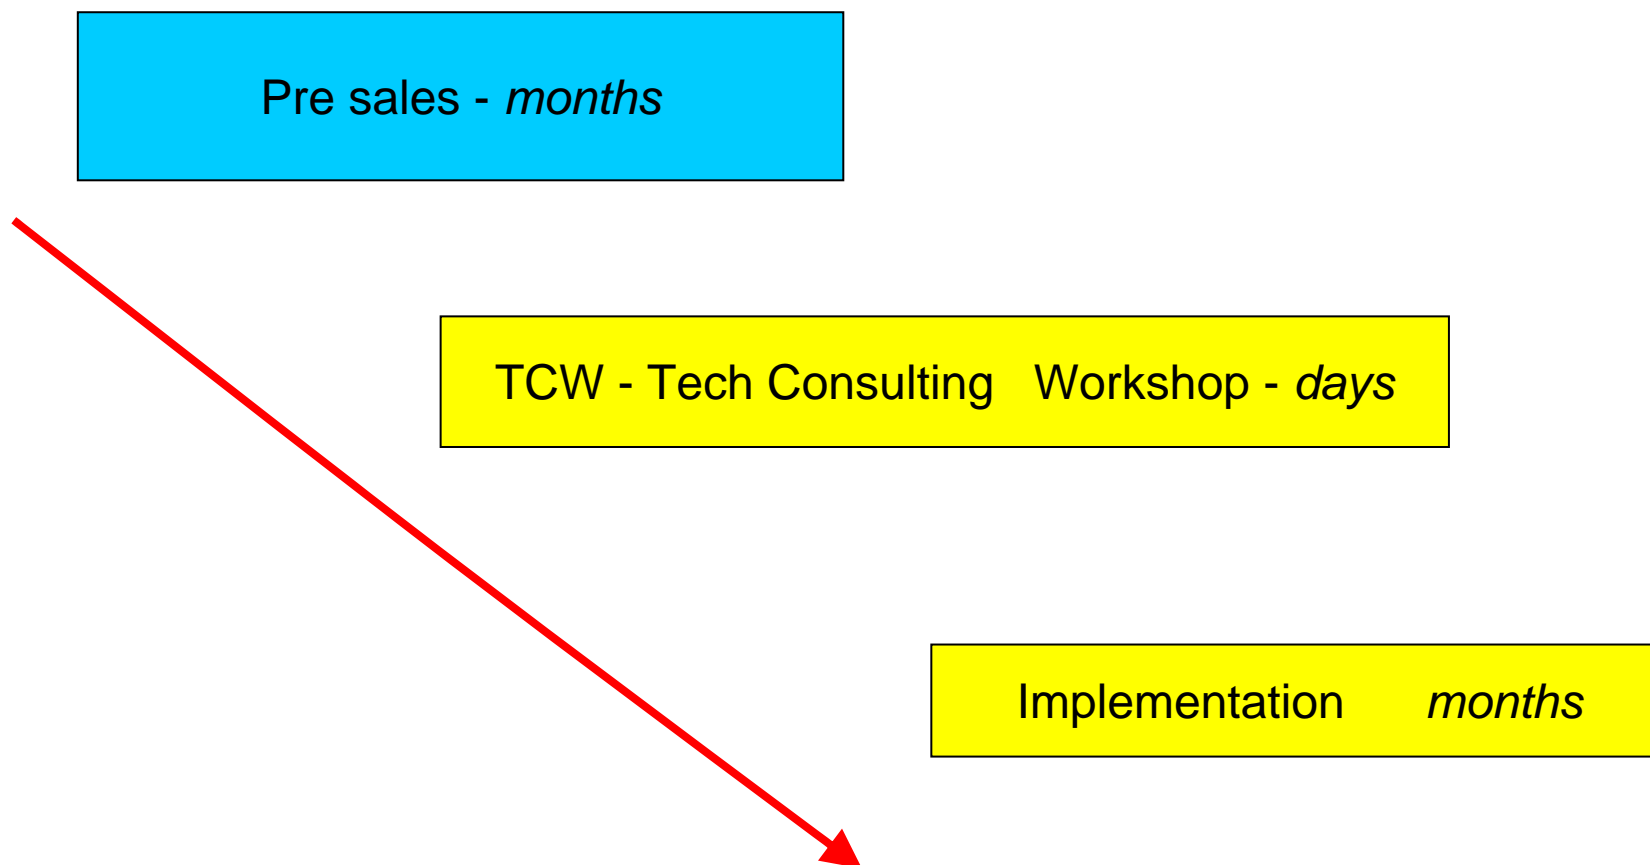 Pre sales - months
TCW - Tech Consulting Workshop - days
Implementation months